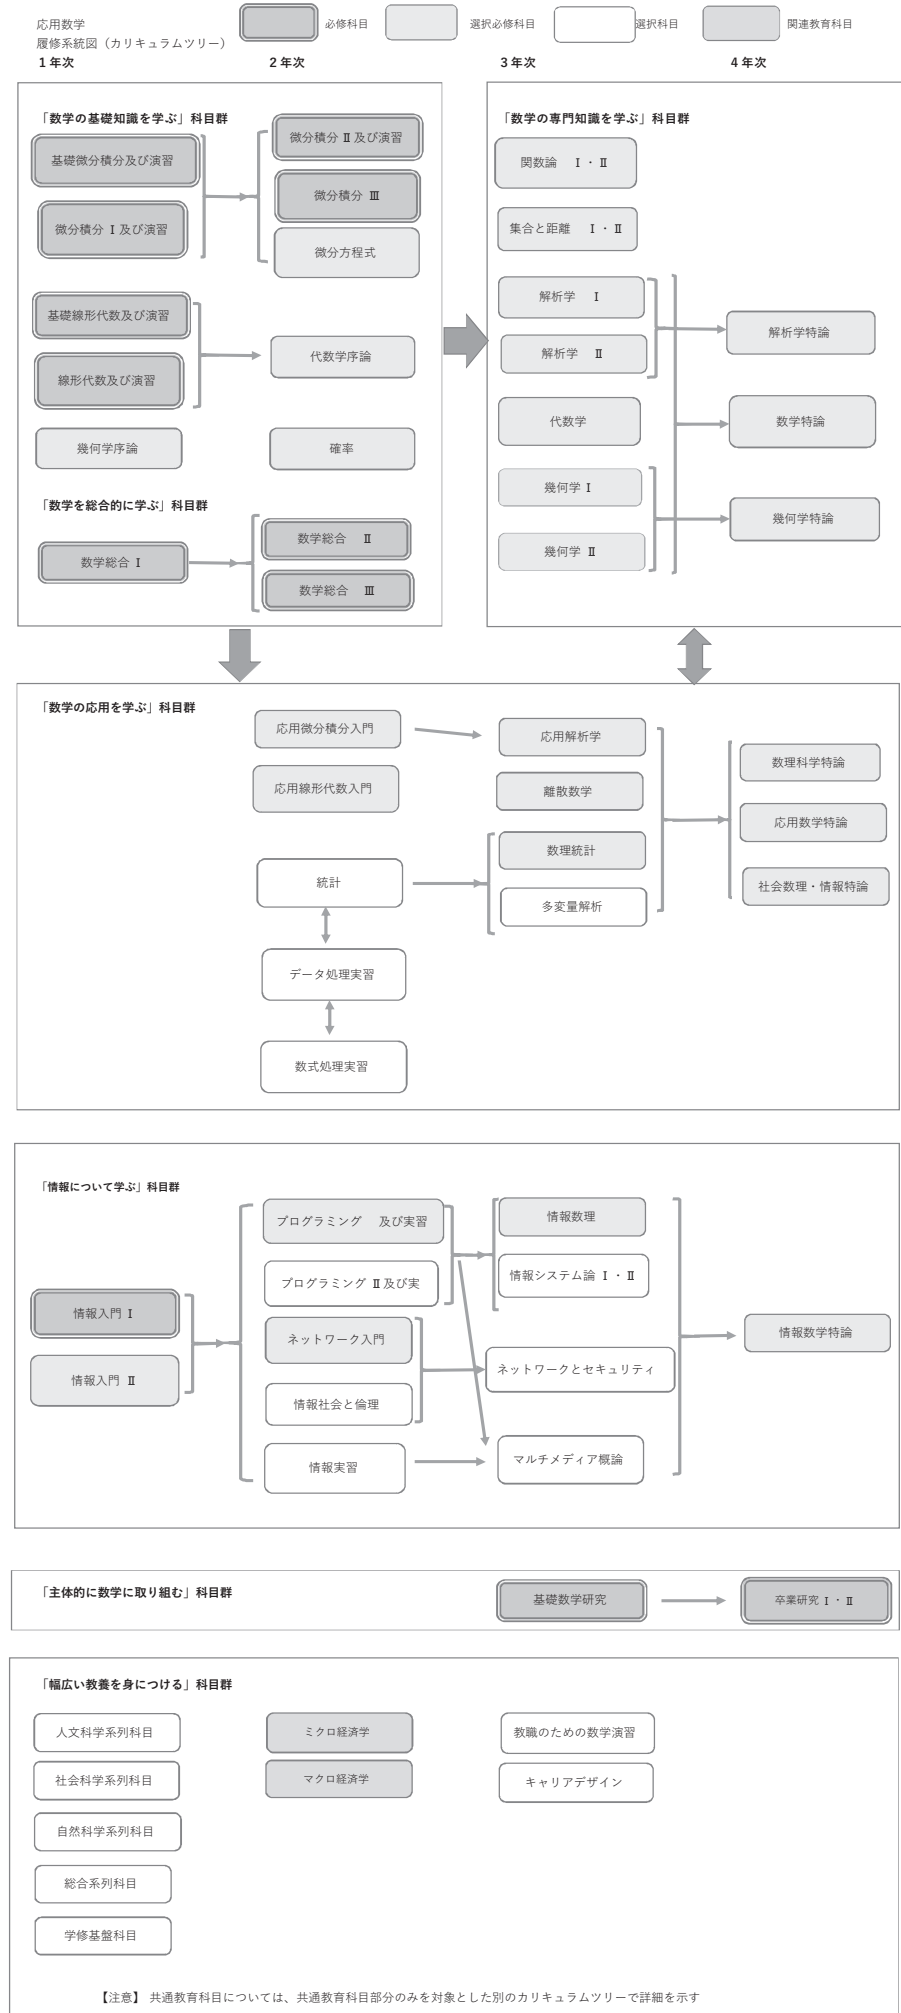 応用数学
履修系統図（カリキュラムツリー）
必修科目
選択必修科目
選択科目
関連教育科目
1 年次
2 年次
3 年次
4 年次
「数学の基礎知識を学ぶ」科目群
基礎微分積分及び演習
微分積分 Ⅰ 及び演習
微分積分 Ⅱ 及び演習
微分積分 Ⅲ
微分方程式
基礎線形代数及び演習
線形代数及び演習
代数学序論
幾何学序論
確率
「数学を総合的に学ぶ」科目群
数学総合 Ⅰ
数学総合 Ⅱ
数学総合 Ⅲ
「数学の専門知識を学ぶ」科目群
関数論 Ⅰ ・ Ⅱ
集合と距離 Ⅰ ・ Ⅱ
解析学 Ⅰ
解析学 Ⅱ
代数学
幾何学 Ⅰ
幾何学 Ⅱ
解析学特論
数学特論
幾何学特論
「数学の応用を学ぶ」科目群
応用微分積分入門
応用線形代数入門
統計
データ処理実習
数式処理実習
応用解析学
離散数学
数理統計
多変量解析
数理科学特論
応用数学特論
社会数理・情報特論
「情報について学ぶ」科目群
情報入門 Ⅰ
情報入門 Ⅱ
プログラミング 及び実習
プログラミング Ⅱ 及び実
ネットワーク入門
情報社会と倫理
情報実習
情報数理
情報システム論 Ⅰ ・ Ⅱ
ネットワークとセキュリティ
マルチメディア概論
情報数学特論
「主体的に数学に取り組む」科目群
基礎数学研究
卒業研究 Ⅰ ・ Ⅱ
「幅広い教養を身につける」科目群
人文科学系列科目
社会科学系列科目
自然科学系列科目
総合系列科目
学修基盤科目
ミクロ経済学
マクロ経済学
教職のための数学演習
キャリアデザイン
【注意】 共通教育科目については、共通教育科目部分のみを対象とした別のカリキュラムツリーで詳細を示す